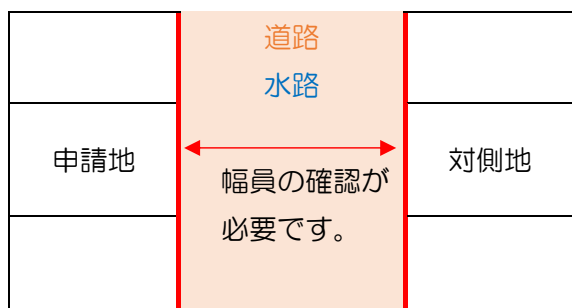 道路
水路
申請地
対側地
幅員の確認が
必要です。